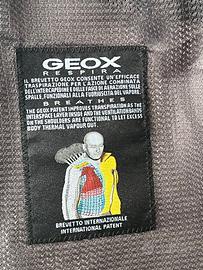 GEOX
RESPIRA
IL BREVETTO GEOX CONSENTE UN'EFFICACE
TRASPIRAZIONE PER L'AZIONE COMBINATA
DELL'INTERCAPEDINE E DELLE FASCE DI AERAZIONE SULLE
SPALLE, FUNZIONALI ALLA FUORUSCITA DEL VAPORE.
BREATHES
THE GEOX PATENT IMPROVES TRANSPIRATION AS THE
INTERSPACE LAYER INSIDE AND THE VENTILATION BANDS
ON THE SHOULDERS ARE FUNCTIONAL TO LET EXCESS
BODY THERMAL VAPOUR OUT.
BREVETTO INTERNAZIONALE
INTERNATIONAL PATENT